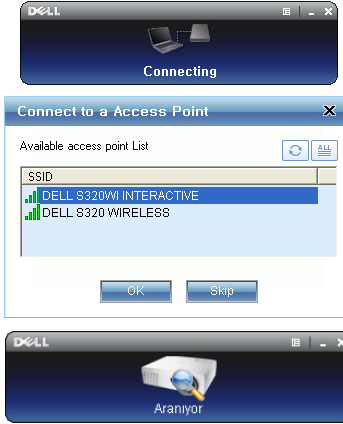 DELL
Connecting
Connect to a Access Point
Available access point List
ALL
SSID
DELL S320WI INTERACTIVE
DELL S320 WIRELESS
OK
Skip
DELL
Aranıyor